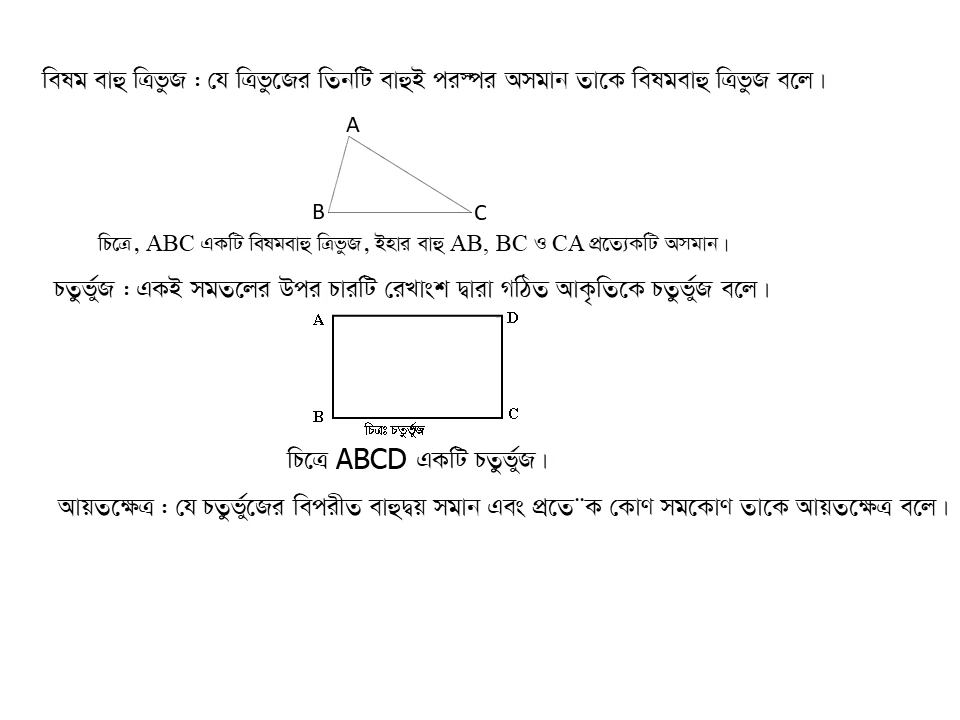 বিষম বাহু ত্রিভুজ : যে ত্রিভুজের তিনটি বাহুই পরস্পর অসমান তাকে বিষমবাহু ত্রিভুজ বলে।
A
B
C
চিত্রে, ABC একটি বিষমবাহু ত্রিভুজ, ইহার বাহু AB, BC ও CA প্রত্যেকটি অসমান।
চতুর্ভুজ : একই সমতলের উপর চারটি রেখাংশ দ্বারা গঠিত আকৃতিকে চতুর্ভুজ বলে।
A
D
B
C
চিত্রঃ চতুর্ভুজ
চিত্রে ABCD একটি চতুর্ভুজ।
আয়তক্ষেত্র : যে চতুর্ভুজের বিপরীত বাহুদ্বয় সমান এবং প্রতে¨ক কোণ সমকোণ তাকে আয়তক্ষেত্র বলে।